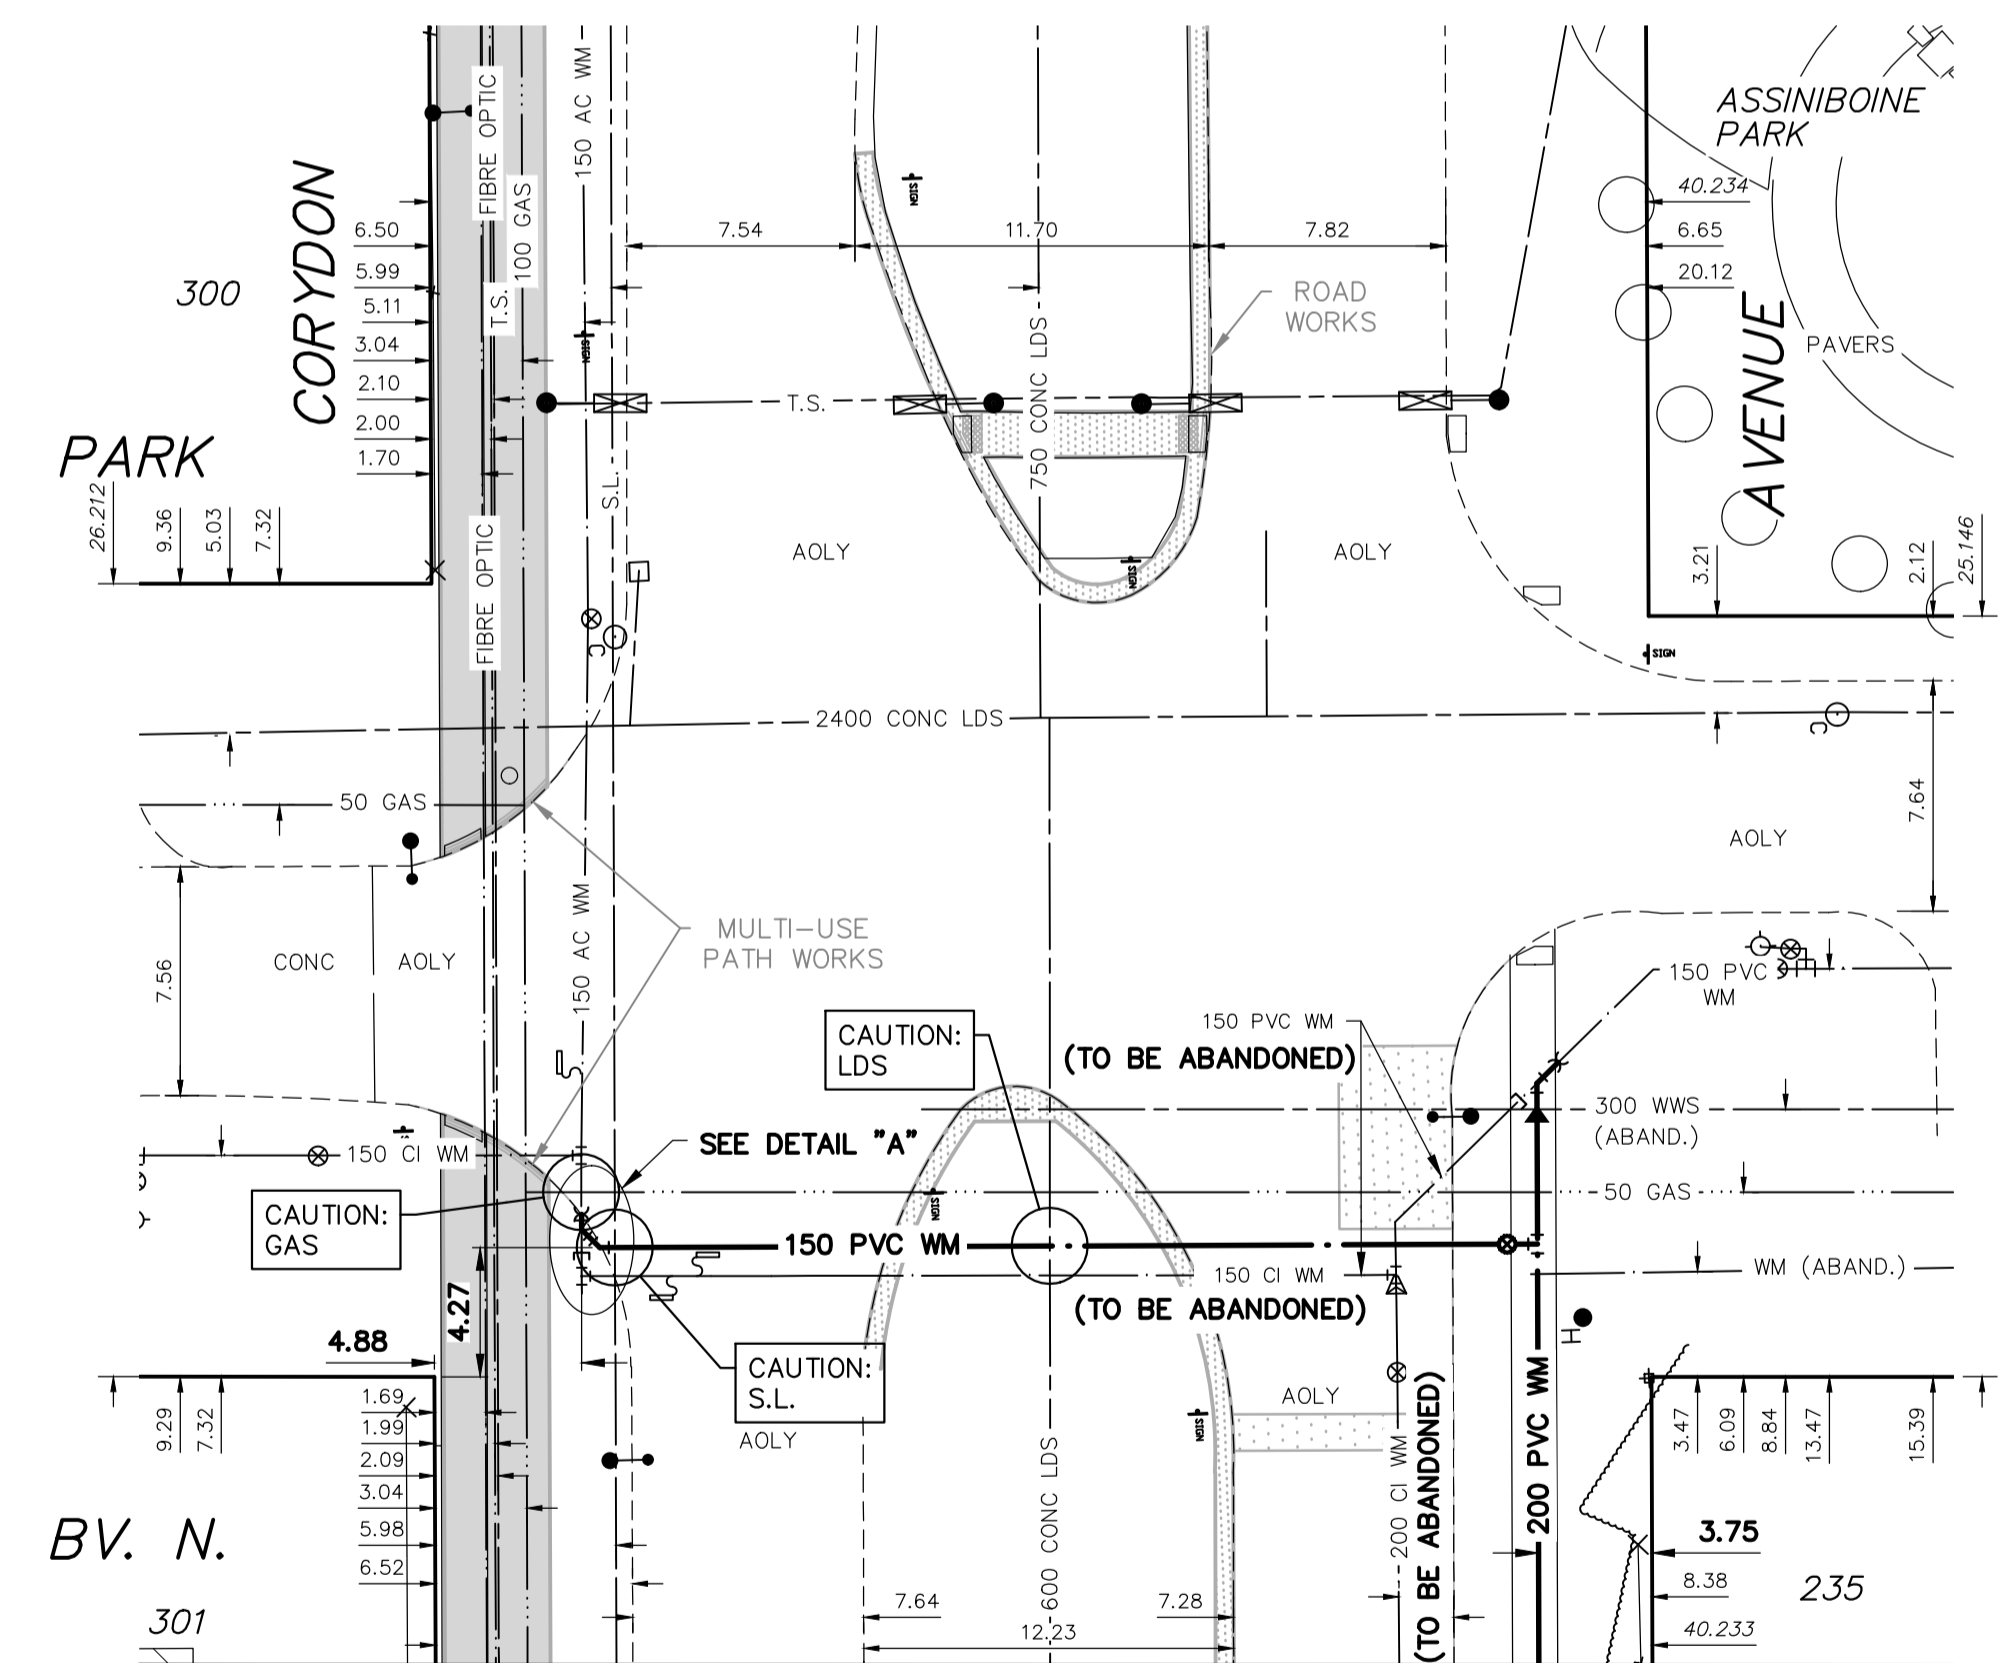 ASSINIBOINE
PARK
CORYDON
300
FIBRE OPTIC
T.S.
100 GAS
150 AC WM
6.50
5.99
5.11
3.04
2.10
2.00
1.70
7.54
11.70
7.82
SIGN
40.234
6.65
20.12
ROAD
WORKS
AVENUE
PAVERS
SIGN
T.S.
750 CONC LDS
S.L.
PARK
26.212
9.36
5.03
7.32
FIBRE OPTIC
AOLY
AOLY
SIGN
3.21
2.12
25.146
C
SIGN
2400 CONC LDS
C
50 GAS
7.64
AOLY
7.56
CONC
AOLY
150 AC WM
MULTI-USE
PATH WORKS
150 PVC
WM
CAUTION:
LDS
150 PVC WM
(TO BE ABANDONED)
300 WWS
(ABAND.)
150 CI WM
SEE DETAIL "A"
50 GAS
SIGN
CAUTION:
GAS
150 PVC WM
150 CI WM
(TO BE ABANDONED)
WM (ABAND.)
H
4.27
4.88
CAUTION:
S.L.
AOLY
AOLY
SIGN
9.29
7.32
1.69
1.99
2.09
3.04
5.98
6.52
600 CONC LDS
200 CI WM
(TO BE ABANDONED)
200 PVC WM
3.47
6.09
8.84
13.47
15.39
3.75
8.38
40.233
235
BV. N.
301
7.64
7.28
12.23